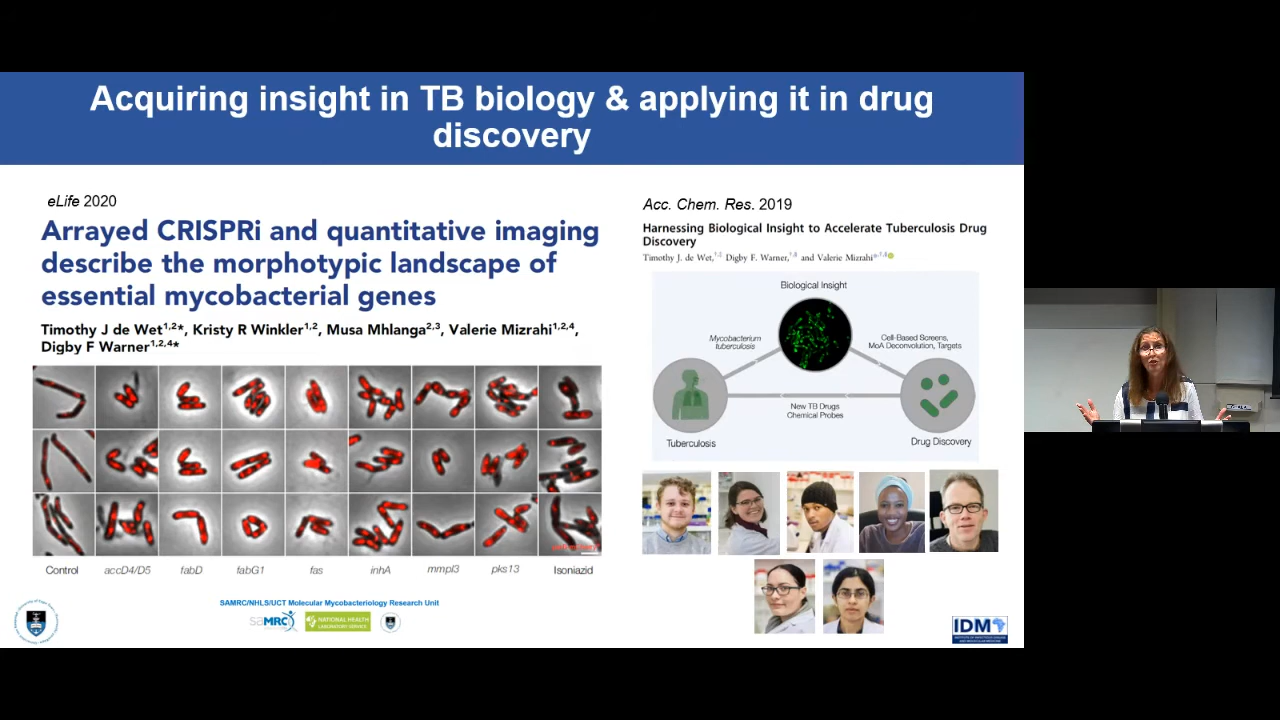 Acquiring insight in TB biology & applying it in drug
discovery
eLife 2020
Arrayed CRISPRi and quantitative imaging
describe the morphotypic landscape of
essential mycobacterial genes
Timothy J de Wet1,2*, Kristy R Winkler1,2, Musa Mhlanga2,3, Valerie Mizrahi1,2,4,
Digby F Warner1,2,4*
Control accD4/D5 fabD fabG1 fas inhA mmpl3 pks13 Isoniazid
Acc. Chem. Res. 2019
Harnessing Biological Insight to Accelerate Tuberculosis Drug
Discovery
Timothy J. de Wet, Digby F. Warner, and Valerie Mizrahi
Biological Insight
Mycobacterium
tuberculosis
Cell-Based Screens,
MoA Deconvolution, Targets
New TB Drugs
Chemical Probes
Tuberculosis
Drug Discovery
SAMRC/NHLS/UCT Molecular Mycobacteriology Research Unit
saMRC
NATIONAL HEALTH
LABORATORY SERVICE
IDM